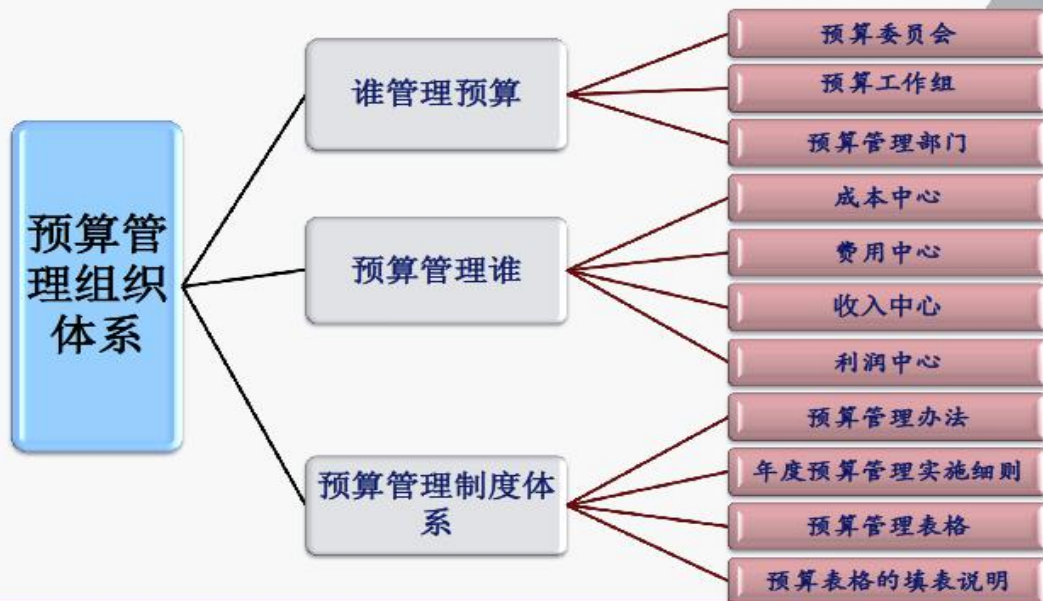 预算管
理组织
体系
谁管理预算
预算委员会
预算工作组
预算管理部门
预算管理谁
成本中心
费用中心
收入中心
利润中心
预算管理制度体
系
预算管理办法
年度预算管理实施细则
预算管理表格
预算表格的填表说明